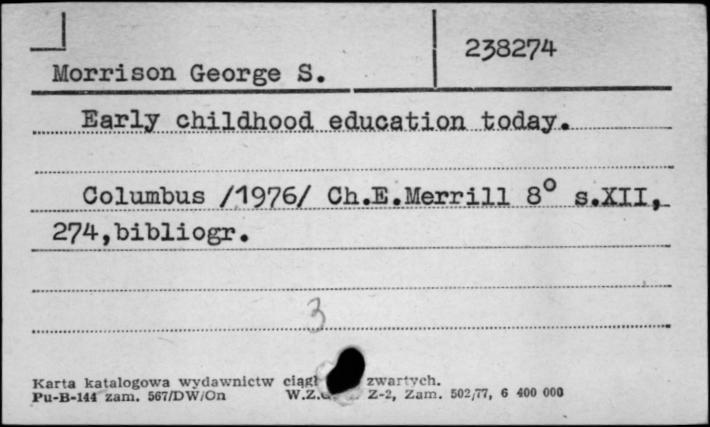 238274
Morrison George S.
Early childhood education today.
Columbus /1976/ Ch.E.Merrill 8° s.XII,
274,bibliogr.
3
Karta katalogowa wydawnictw ciągł zwartych.
Pu-B-144 zam. 567/DW/On W.Z. Z-2, Zam. 502/77, 6 400 000